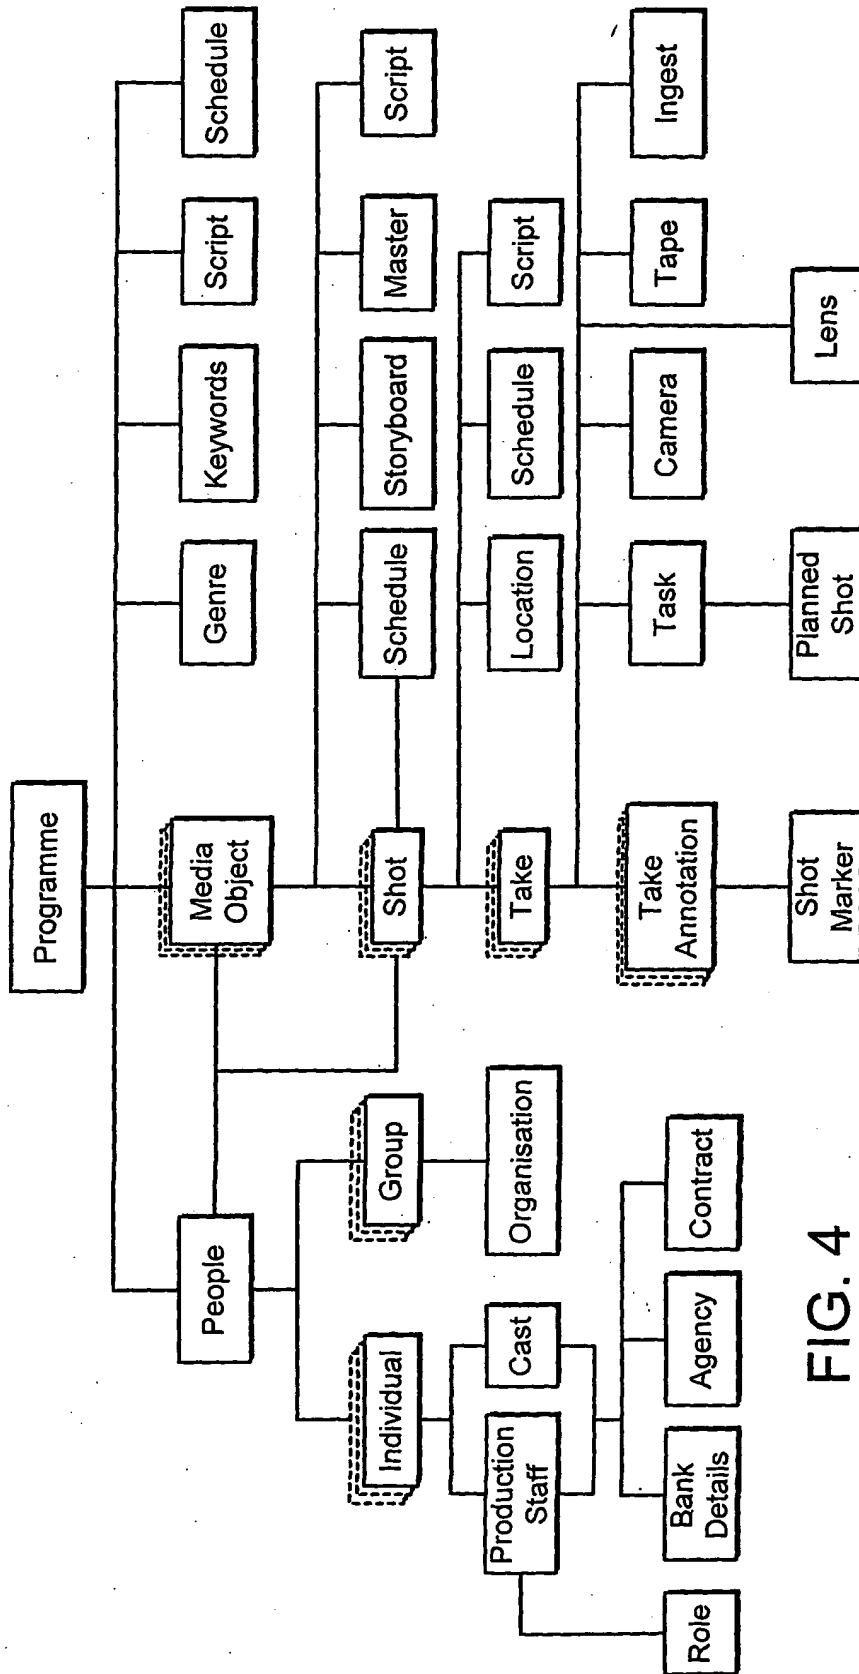 Programme
People
Media
Object
Genre
Keywords
Script
Schedule
Individual
Group
Shot
Schedule
Storyboard
Master
Script
Production
Staff
Cast
Organisation
Take
Location
Schedule
Script
Role
Bank
Details
Agency
Contract
Take
Annotation
Task
Camera
Tape
Ingest
Shot
Marker
Planned
Shot
Lens
FIG. 4